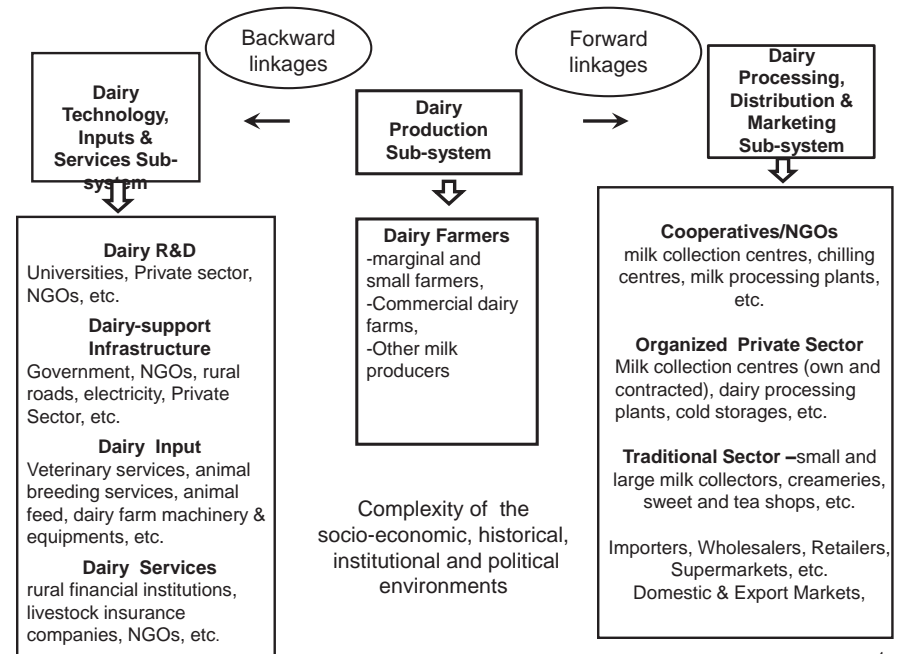 Backward
linkages
Forward
linkages
Dairy
Technology,
Inputs &
Services Sub-
system
Dairy
Production
Sub-system
Dairy
Processing,
Distribution &
Marketing
Sub-system
Dairy R&D
Universities, Private sector,
NGOs, etc.
Dairy-support
Infrastructure
Government, NGOs, rural
roads, electricity, Private
Sector, etc.
Dairy Input
Veterinary services, animal
breeding services, animal
feed, dairy farm machinery &
equipments, etc.
Dairy Services
rural financial institutions,
livestock insurance
companies, NGOs, etc.
Dairy Farmers
-marginal and
small farmers,
-Commercial dairy
farms,
-Other milk
producers
Complexity of the
socio-economic, historical,
institutional and political
environments
Cooperatives/NGOs
milk collection centres, chilling
centres, milk processing plants,
etc.
Organized Private Sector
Milk collection centres (own and
contracted), dairy processing
plants, cold storages, etc.
Traditional Sector –small and
large milk collectors, creameries,
sweet and tea shops, etc.
Importers, Wholesalers, Retailers,
Supermarkets, etc.
Domestic & Export Markets,